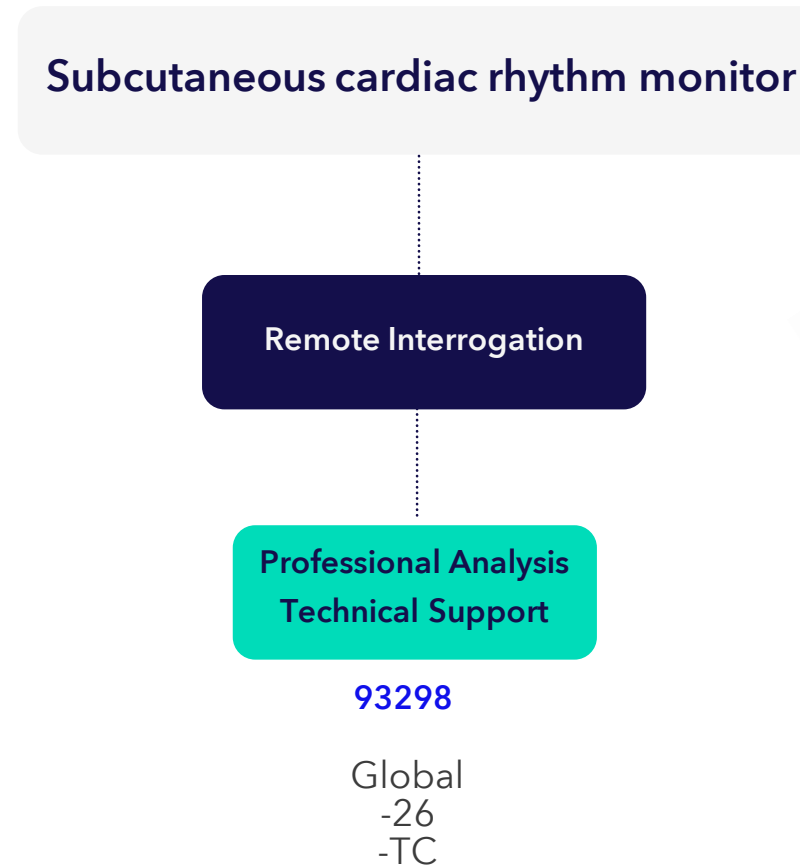 Subcutaneous cardiac rhythm monitor
Remote Interrogation
Professional Analysis
Technical Support
93298
Global
-26
-TC